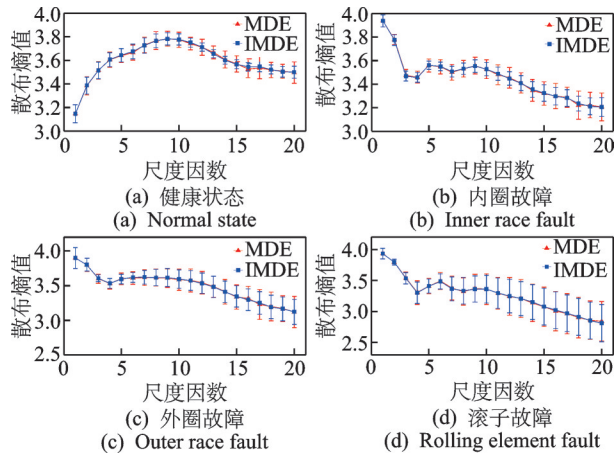 4.0
3.8
3.6
3.4
3.2
3.0
散布熵值
MDE
IMDE
0 5 10 15 20
尺度因数
(a) 健康状态
(a) Normal state
4.0
3.8
3.6
3.4
3.2
3.0
散布熵值
MDE
IMDE
0 5 10 15 20
尺度因数
(b) 内圈故障
(b) Inner race fault
4.0
3.5
3.0
2.5
散布熵值
MDE
IMDE
0 5 10 15 20
尺度因数
(c) 外圈故障
(c) Outer race fault
4.0
3.5
3.0
2.5
散布熵值
MDE
IMDE
0 5 10 15 20
尺度因数
(d) 滚子故障
(d) Rolling element fault